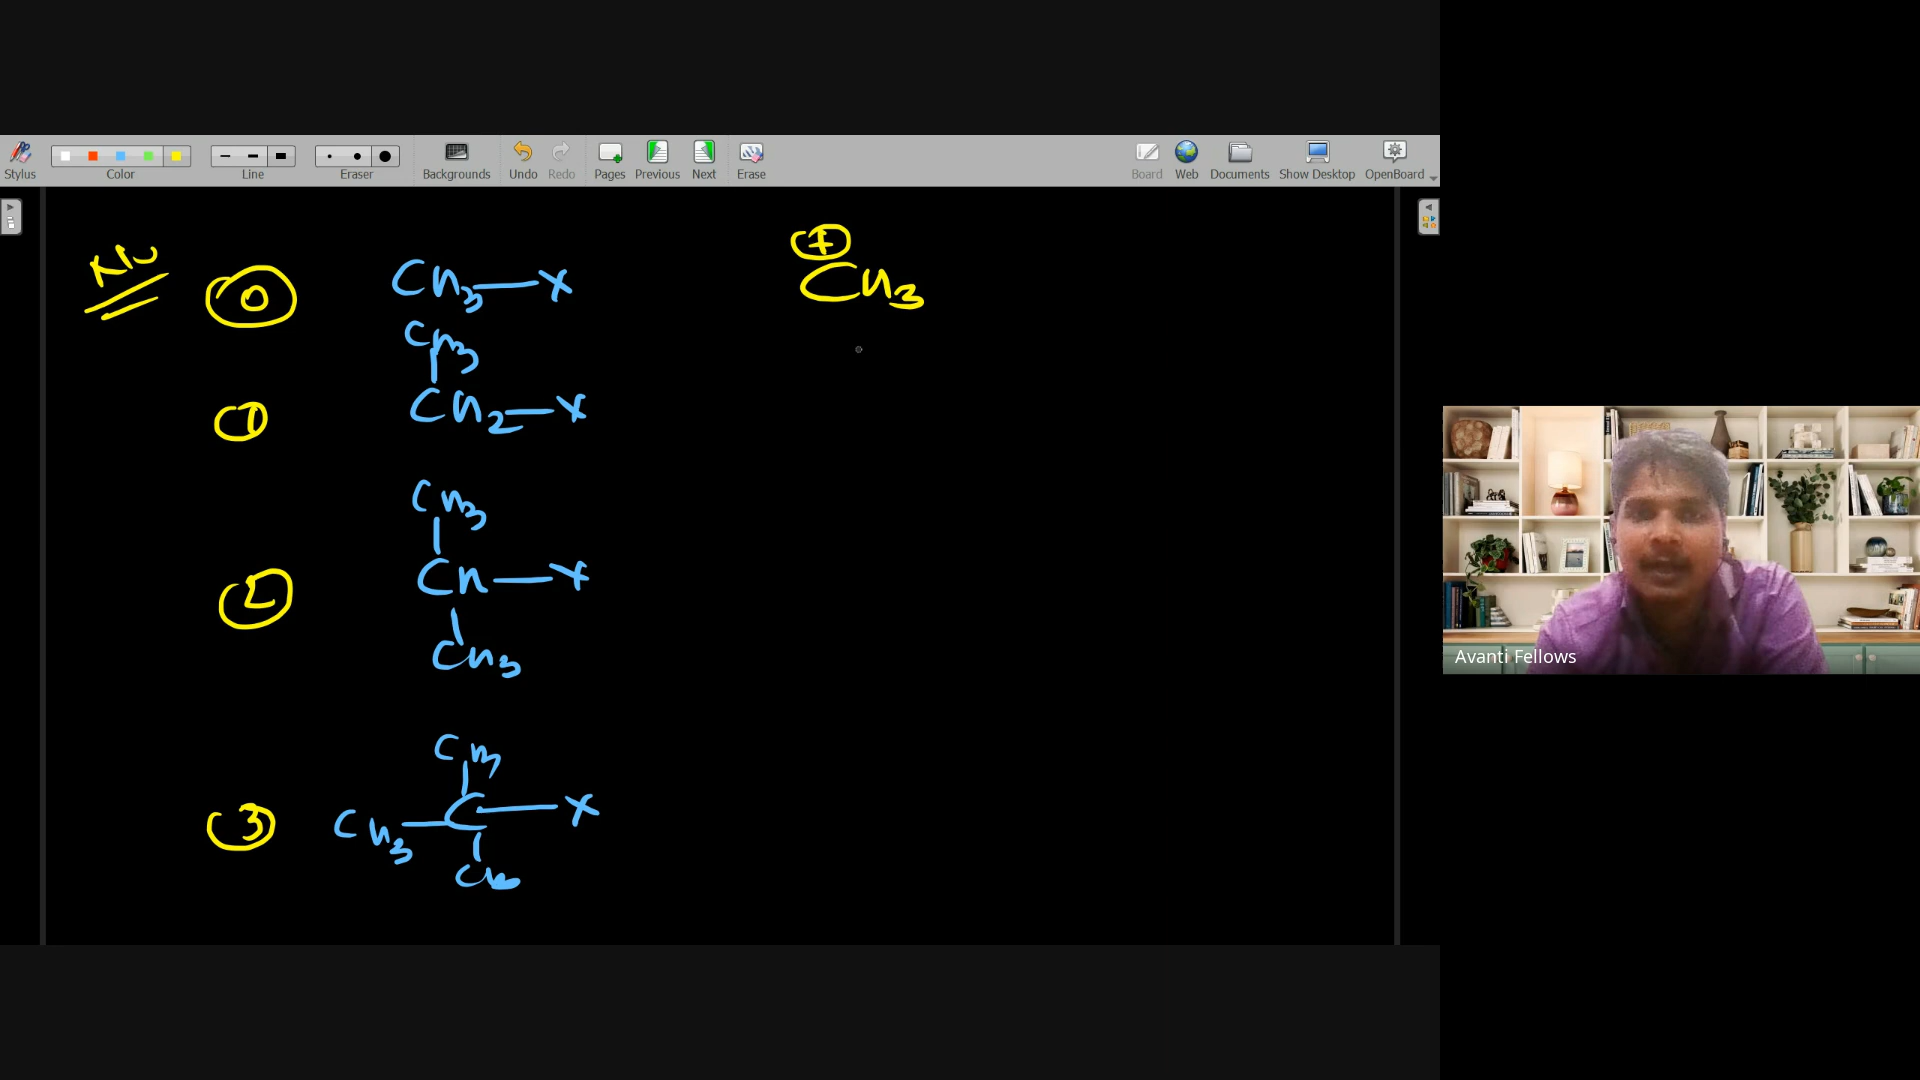 Stylus Color Line Eraser Backgrounds Undo Redo Pages Previous Next Erase Board Web Documents Show Desktop OpenBoard
⊕
CH3
0 CH3—X
CH3
1 CH2—X
CH3
2 CH—X
CH3
CH3
3 CH3—C—X
Avanti Fellows